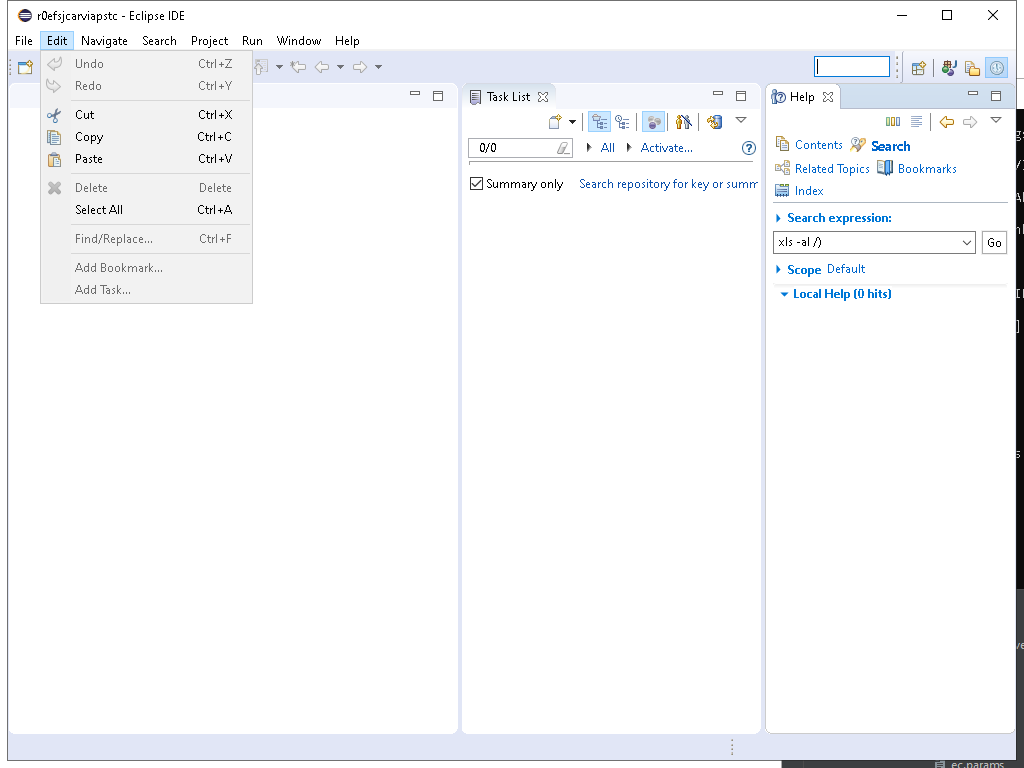 r0efsjcarviapstc - Eclipse IDE
File Edit Navigate Search Project Run Window Help
Undo Ctrl+Z
Redo Ctrl+Y
Cut Ctrl+X
Copy Ctrl+C
Paste Ctrl+V
Delete Delete
Select All Ctrl+A
Find/Replace... Ctrl+F
Add Bookmark...
Add Task...
Task List
0/0 All Activate...
Summary only Search repository for key or summ
Help
Contents Search
Related Topics Bookmarks
Index
Search expression:
xls -al /) Go
Scope Default
Local Help (0 hits)
ec.params